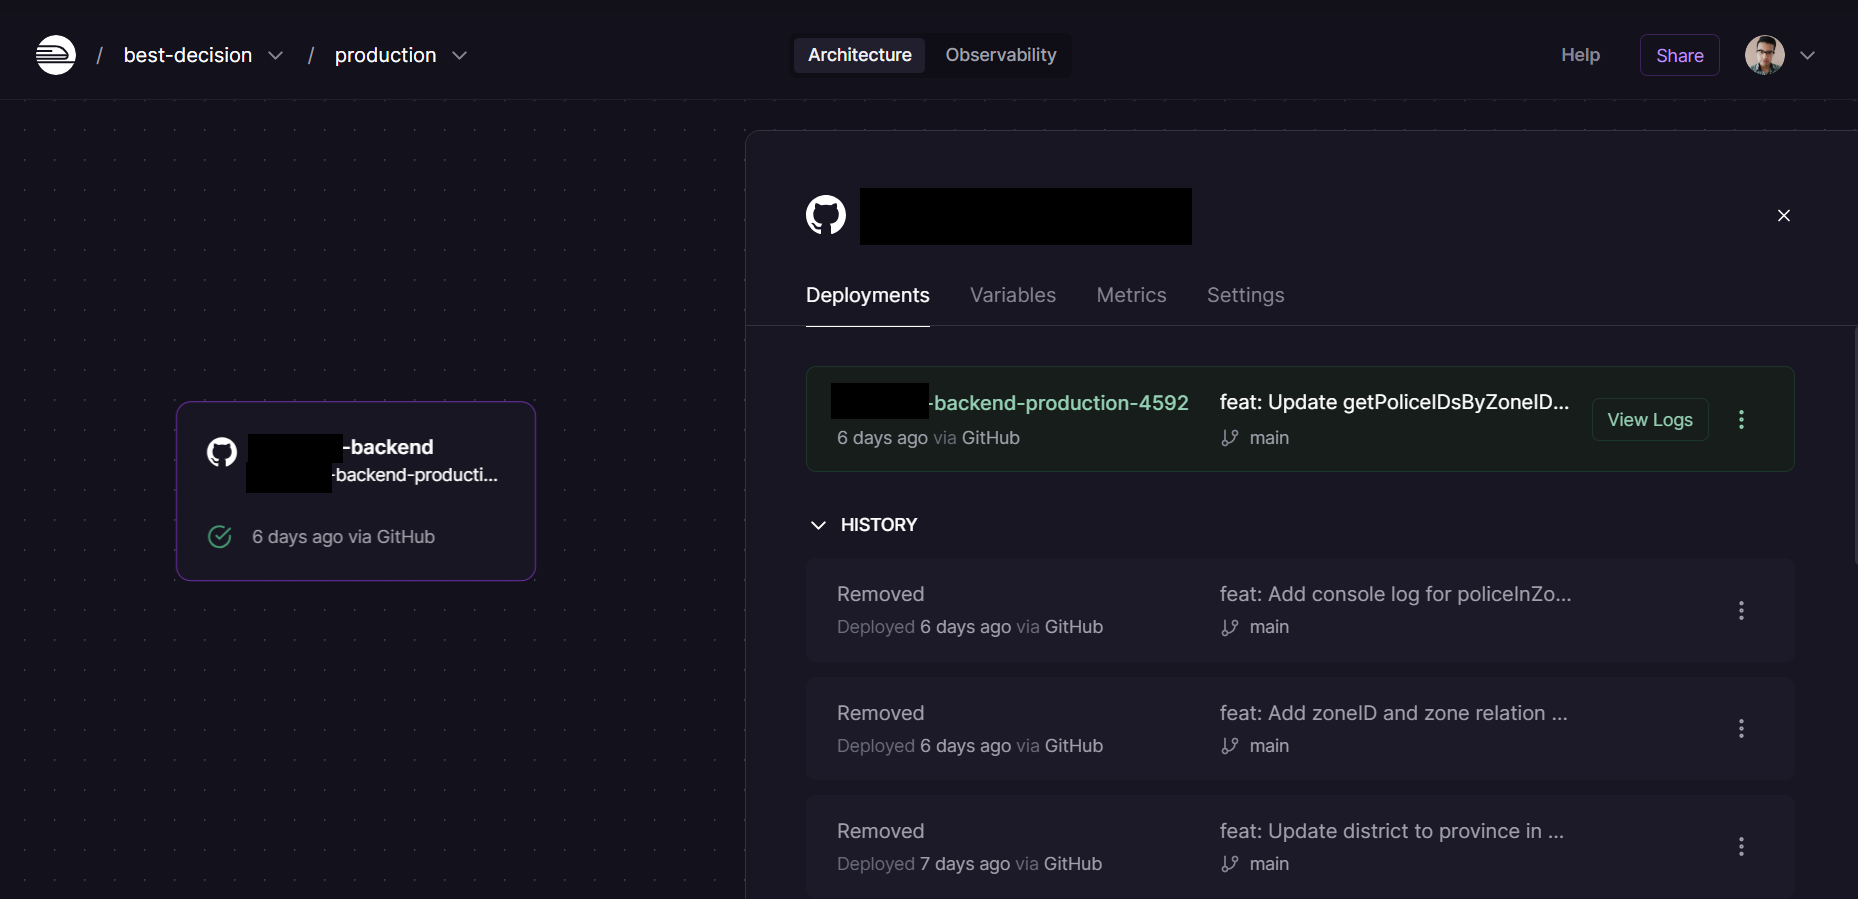 / best-decision / production
Architecture Observability
Help Share
-backend
-backend-producti...
6 days ago via GitHub
Deployments Variables Metrics Settings
-backend-production-4592
6 days ago via GitHub
feat: Update getPoliceIDsByZoneID...
main
View Logs
HISTORY
Removed
Deployed 6 days ago via GitHub
feat: Add console log for policeInZo...
main
Removed
Deployed 6 days ago via GitHub
feat: Add zoneID and zone relation ...
main
Removed
Deployed 7 days ago via GitHub
feat: Update district to province in ...
main